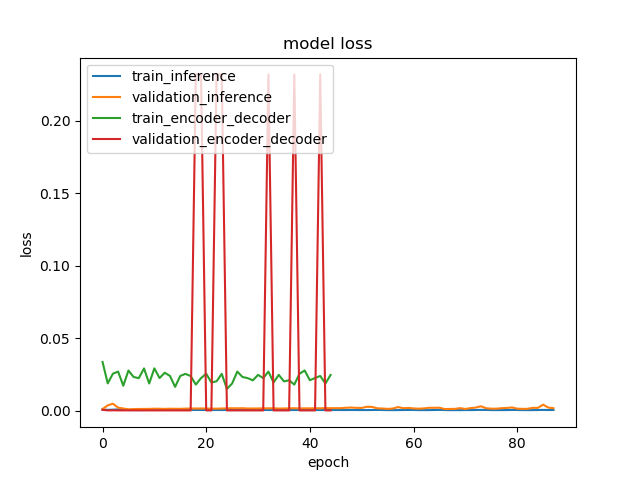 model loss
train_inference
validation_inference
train_encoder_decoder
validation_encoder_decoder
0.20
0.15
0.10
0.05
0.00
loss
0
20
40
60
80
epoch